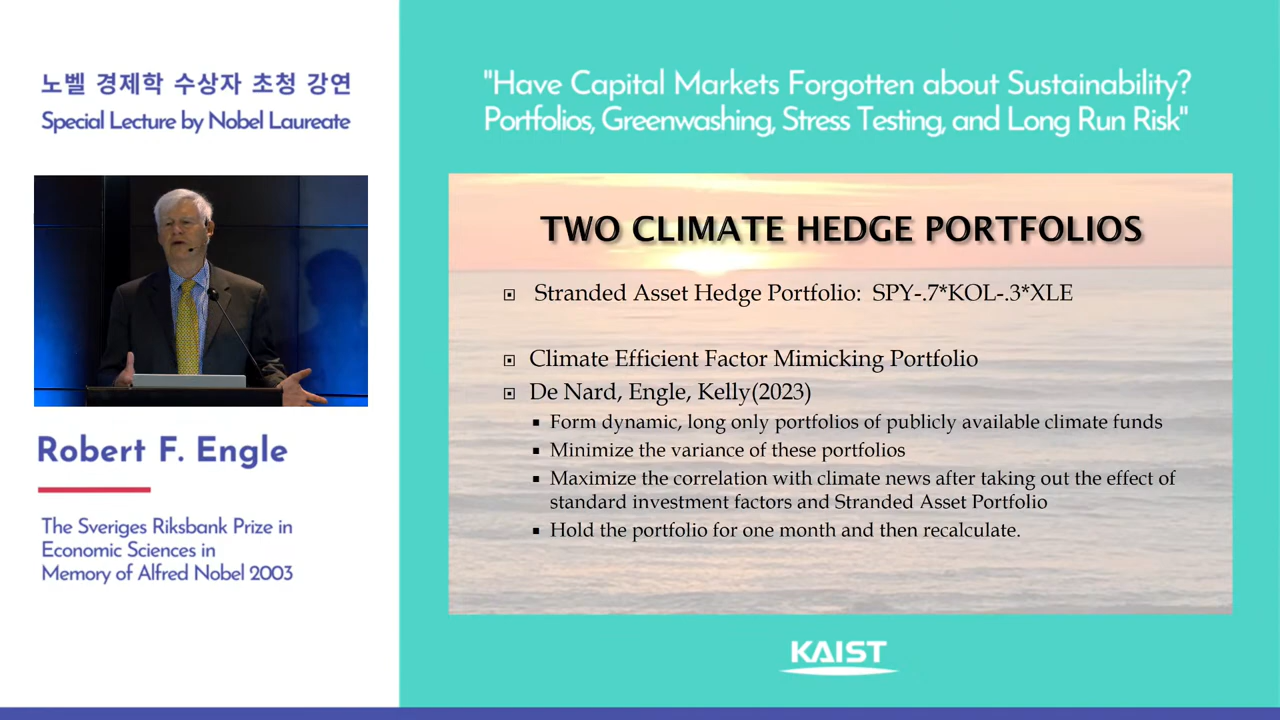 노벨 경제학 수상자 초청 강연
Special Lecture by Nobel Laureate
Robert F. Engle
The Sveriges Riksbank Prize in
Economic Sciences in
Memory of Alfred Nobel 2003
"Have Capital Markets Forgotten about Sustainability?
Portfolios, Greenwashing, Stress Testing, and Long Run Risk"
TWO CLIMATE HEDGE PORTFOLIOS
Stranded Asset Hedge Portfolio: SPY-.7*KOL-.3*XLE
Climate Efficient Factor Mimicking Portfolio
De Nard, Engle, Kelly(2023)
Form dynamic, long only portfolios of publicly available climate funds
Minimize the variance of these portfolios
Maximize the correlation with climate news after taking out the effect of
standard investment factors and Stranded Asset Portfolio
Hold the portfolio for one month and then recalculate.
KAIST